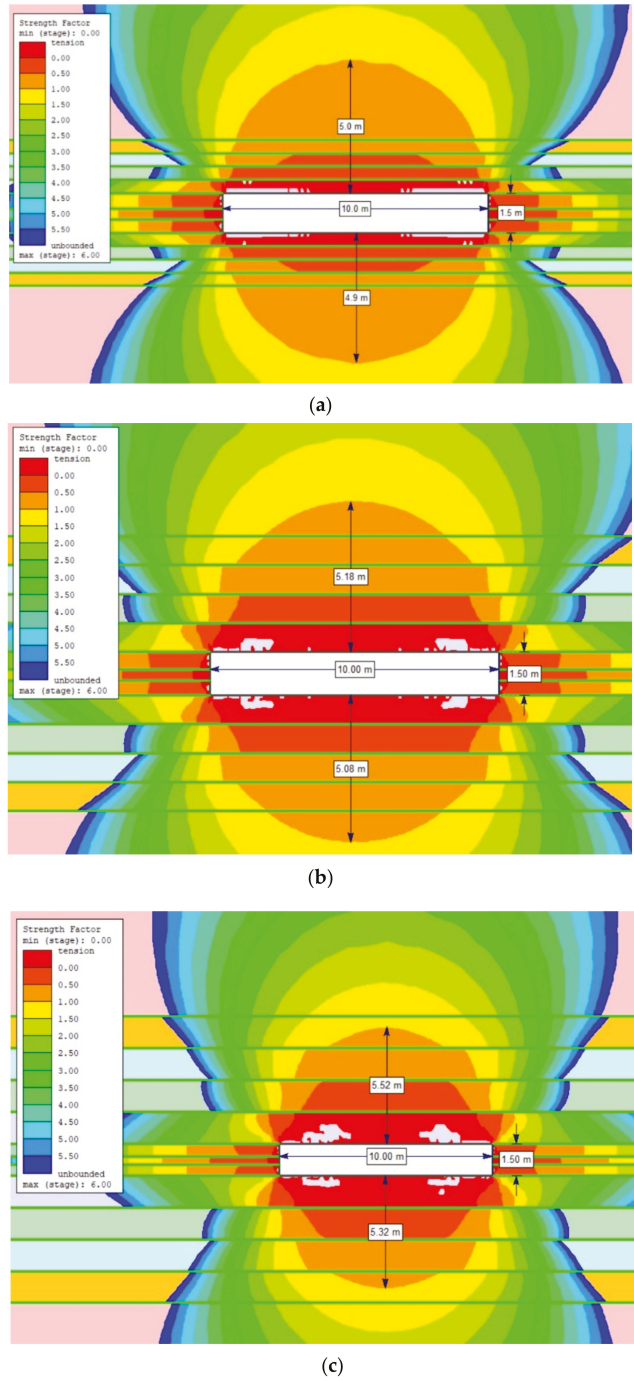 Strength Factor
min (stage): 0.00
tension
0.00
0.50
1.00
1.50
2.00
2.50
3.00
3.50
4.00
4.50
5.00
5.50
unbounded
max (stage): 6.00
5.0 m
10.0 m
1.5 m
4.9 m
(a)
Strength Factor
min (stage): 0.00
tension
0.00
0.50
1.00
1.50
2.00
2.50
3.00
3.50
4.00
4.50
5.00
5.50
unbounded
max (stage): 6.00
5.18 m
10.00 m
1.50 m
5.08 m
(b)
Strength Factor
min (stage): 0.00
tension
0.00
0.50
1.00
1.50
2.00
2.50
3.00
3.50
4.00
4.50
5.00
5.50
unbounded
max (stage): 6.00
5.52 m
10.00 m
1.50 m
5.32 m
(c)